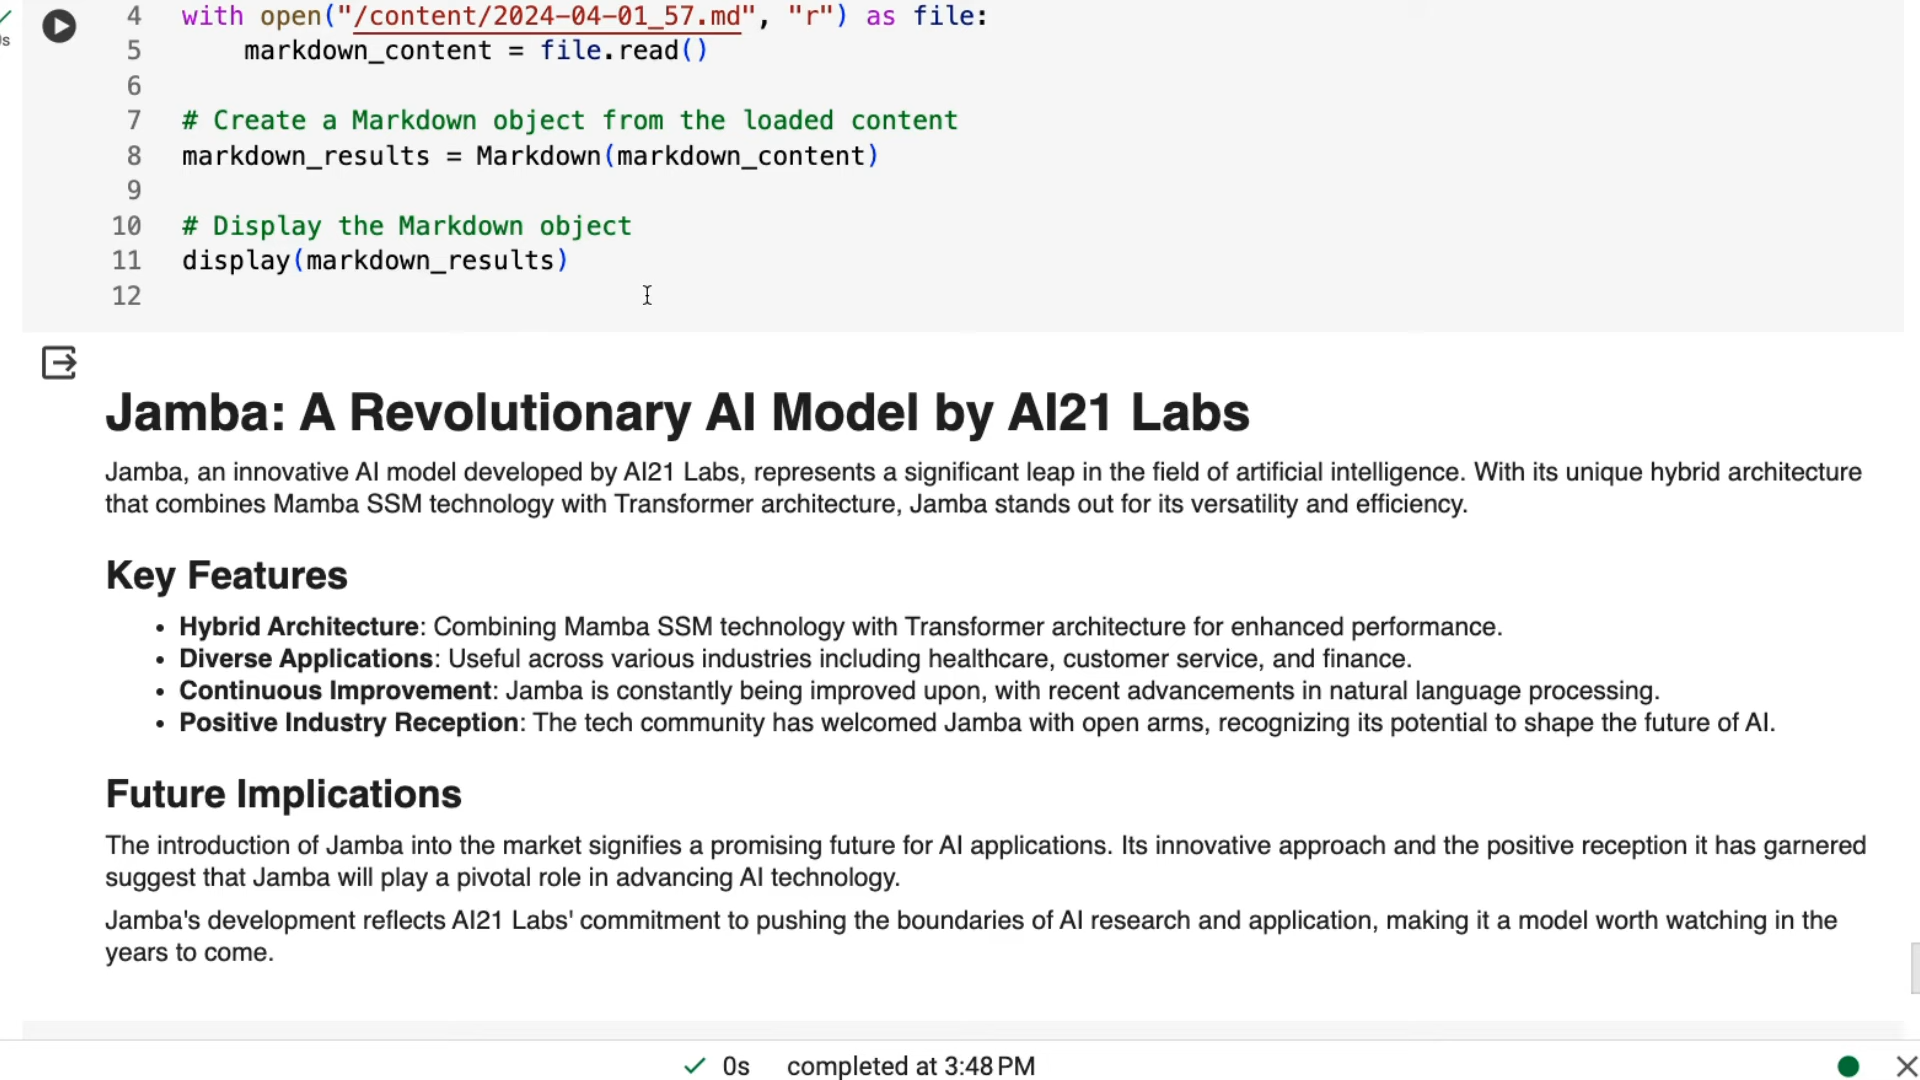 4 with open("/content/2024-04-01_57.md", "r") as file:
5 markdown_content = file.read()
6
7 # Create a Markdown object from the loaded content
8 markdown_results = Markdown(markdown_content)
9
10 # Display the Markdown object
11 display(markdown_results)
12
Jamba: A Revolutionary AI Model by AI21 Labs
Jamba, an innovative AI model developed by AI21 Labs, represents a significant leap in the field of artificial intelligence. With its unique hybrid architecture
that combines Mamba SSM technology with Transformer architecture, Jamba stands out for its versatility and efficiency.
Key Features
• Hybrid Architecture: Combining Mamba SSM technology with Transformer architecture for enhanced performance.
• Diverse Applications: Useful across various industries including healthcare, customer service, and finance.
• Continuous Improvement: Jamba is constantly being improved upon, with recent advancements in natural language processing.
• Positive Industry Reception: The tech community has welcomed Jamba with open arms, recognizing its potential to shape the future of AI.
Future Implications
The introduction of Jamba into the market signifies a promising future for AI applications. Its innovative approach and the positive reception it has garnered
suggest that Jamba will play a pivotal role in advancing AI technology.
Jamba's development reflects AI21 Labs' commitment to pushing the boundaries of AI research and application, making it a model worth watching in the
years to come.
0s completed at 3:48 PM